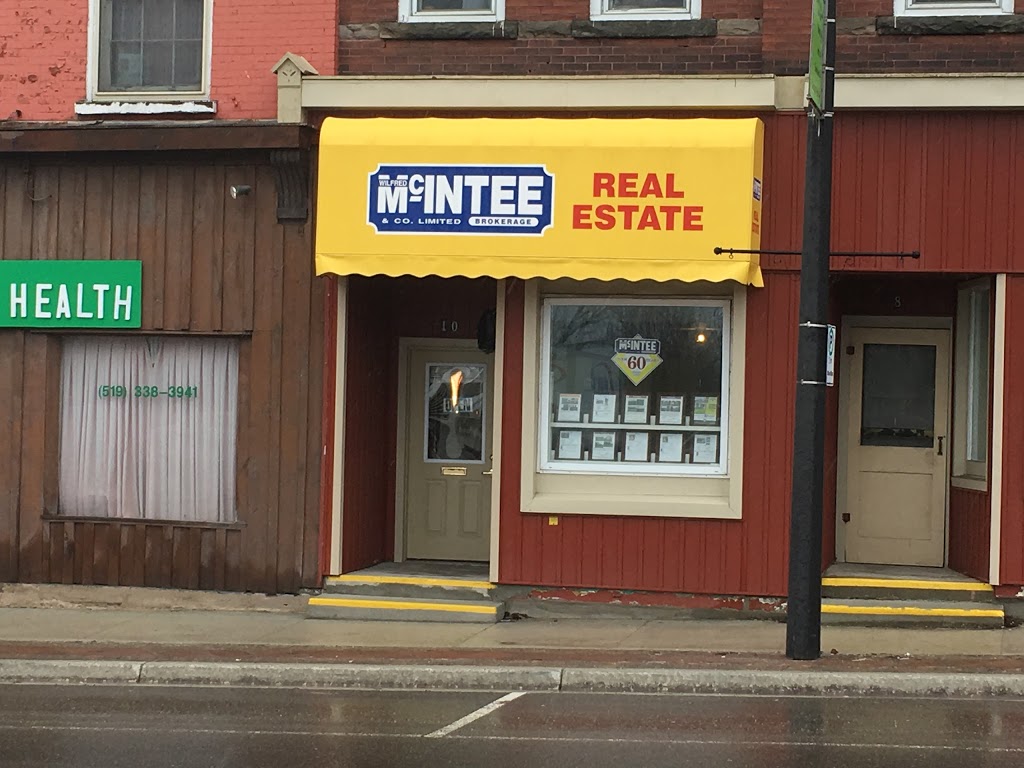 HEALTH
(519) 338-3941
WILFRED
McINTEE
& CO. LIMITED BROKERAGE
REAL
ESTATE
10
McINTEE
60
8